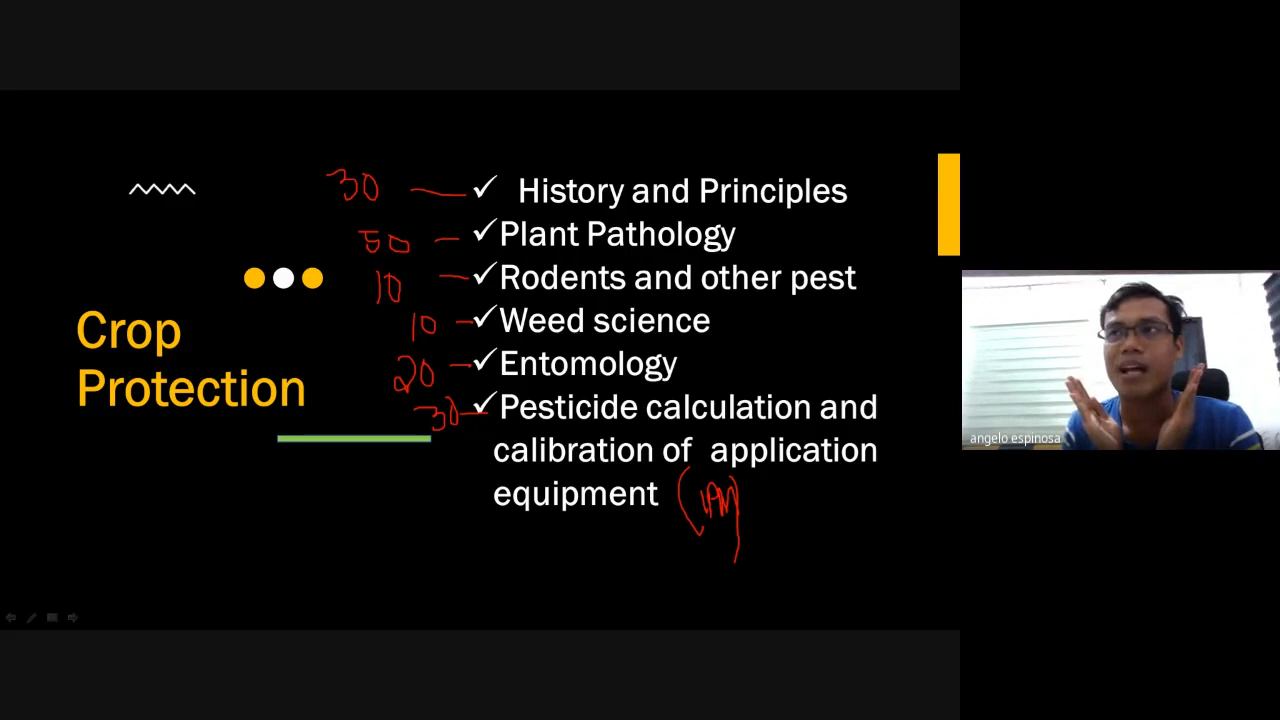 30 — ✓ History and Principles
50 — ✓ Plant Pathology
10 — ✓ Rodents and other pest
10 — ✓ Weed science
20 — ✓ Entomology
30 — ✓ Pesticide calculation and
calibration of application
equipment (IPM)
Crop
Protection
angelo espinosa